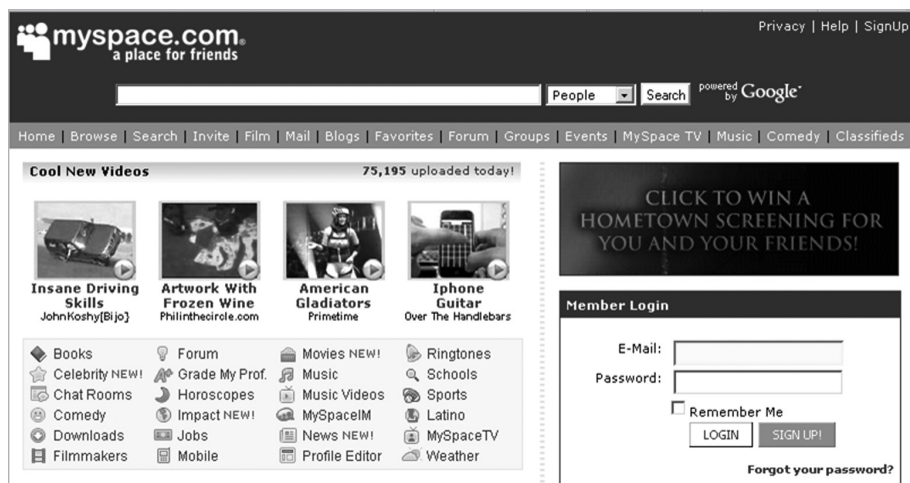 Privacy | Help | SignUp
myspace.com®
a place for friends
People Search powered by Google™
Home | Browse | Search | Invite | Film | Mail | Blogs | Favorites | Forum | Groups | Events | MySpace TV | Music | Comedy | Classifieds
Cool New Videos 75,195 uploaded today!
Insane Driving Skills
JohnKoshy{Bijo}
Artwork With Frozen Wine
Philinthecircle.com
American Gladiators
Primetime
Iphone Guitar
Over The Handlebars
Books Forum Movies NEW! Ringtones
Celebrity NEW! Grade My Prof. Music Schools
Chat Rooms Horoscopes Music Videos Sports
Comedy Impact NEW! MySpaceIM Latino
Downloads Jobs News NEW! MySpaceTV
Filmmakers Mobile Profile Editor Weather
CLICK TO WIN A
HOMETOWN SCREENING FOR
YOU AND YOUR FRIENDS!
Member Login
E-Mail:
Password:
Remember Me
LOGIN SIGN UP!
Forgot your password?